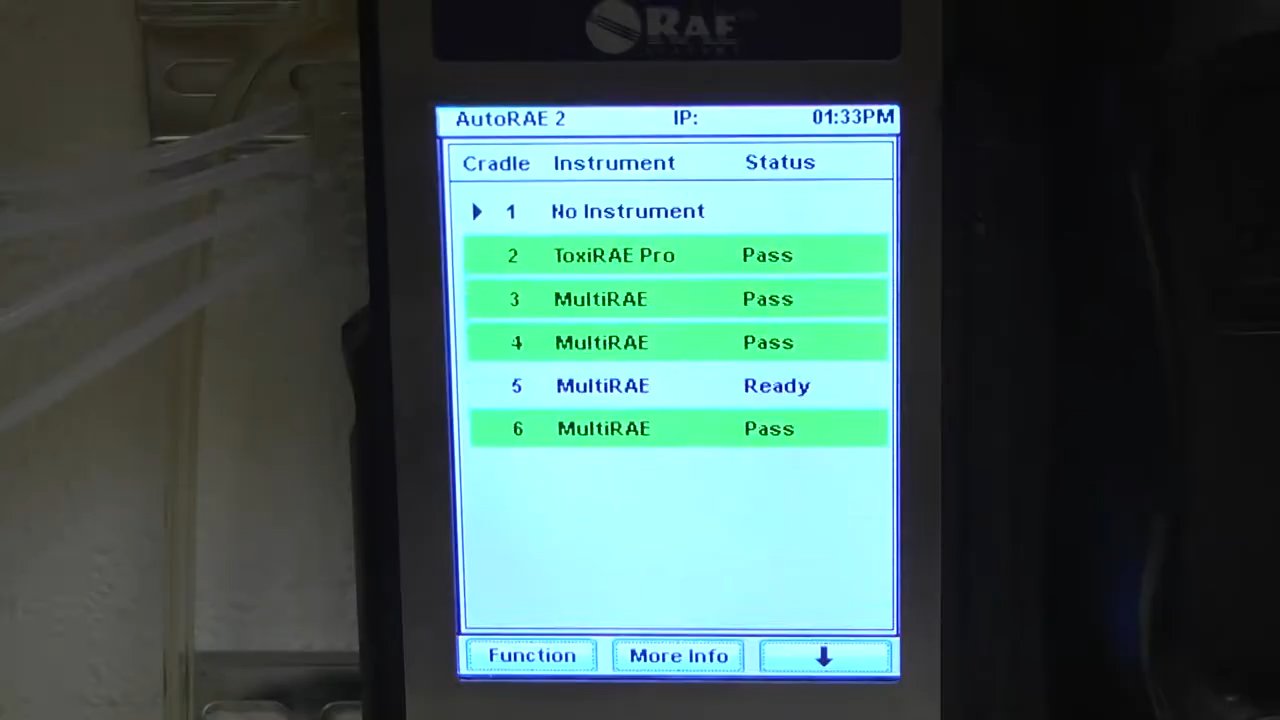 RAE
AutoRAE 2 IP: 01:33PM
Cradle Instrument Status
1 No Instrument
2 ToxiRAE Pro Pass
3 MultiRAE Pass
4 MultiRAE Pass
5 MultiRAE Ready
6 MultiRAE Pass
Function More Info